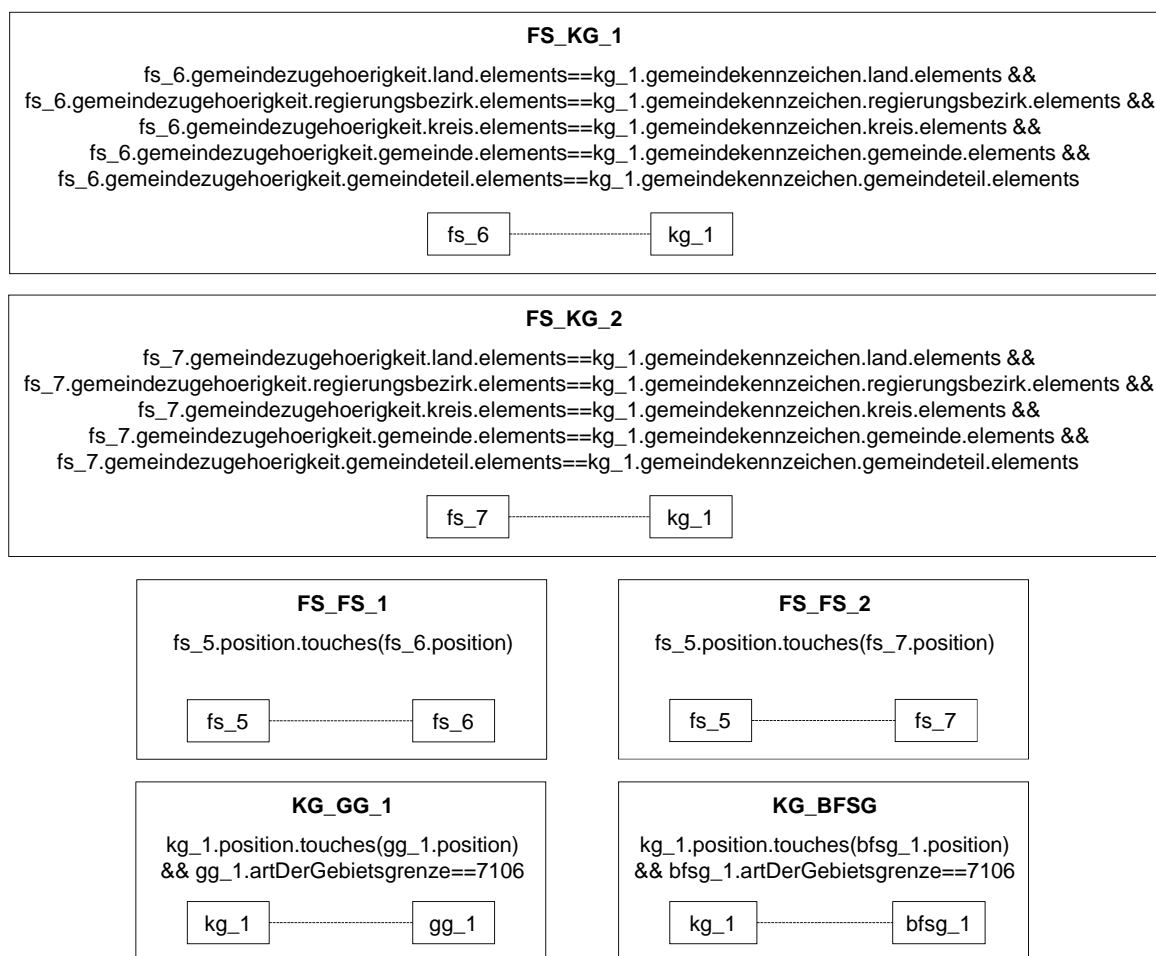 FS_KG_1
fs_6.gemeindezugehoerigkeit.land.elements==kg_1.gemeindekennzeichen.land.elements &&
fs_6.gemeindezugehoerigkeit.regierungsbezirk.elements==kg_1.gemeindekennzeichen.regierungsbezirk.elements &&
fs_6.gemeindezugehoerigkeit.kreis.elements==kg_1.gemeindekennzeichen.kreis.elements &&
fs_6.gemeindezugehoerigkeit.gemeinde.elements==kg_1.gemeindekennzeichen.gemeinde.elements &&
fs_6.gemeindezugehoerigkeit.gemeindeteil.elements==kg_1.gemeindekennzeichen.gemeindeteil.elements
fs_6 kg_1
FS_KG_2
fs_7.gemeindezugehoerigkeit.land.elements==kg_1.gemeindekennzeichen.land.elements &&
fs_7.gemeindezugehoerigkeit.regierungsbezirk.elements==kg_1.gemeindekennzeichen.regierungsbezirk.elements &&
fs_7.gemeindezugehoerigkeit.kreis.elements==kg_1.gemeindekennzeichen.kreis.elements &&
fs_7.gemeindezugehoerigkeit.gemeinde.elements==kg_1.gemeindekennzeichen.gemeinde.elements &&
fs_7.gemeindezugehoerigkeit.gemeindeteil.elements==kg_1.gemeindekennzeichen.gemeindeteil.elements
fs_7 kg_1
FS_FS_1
fs_5.position.touches(fs_6.position)
fs_5 fs_6
FS_FS_2
fs_5.position.touches(fs_7.position)
fs_5 fs_7
KG_GG_1
kg_1.position.touches(gg_1.position)
&& gg_1.artDerGebietsgrenze==7106
kg_1 gg_1
KG_BFSG
kg_1.position.touches(bfsg_1.position)
&& bfsg_1.artDerGebietsgrenze==7106
kg_1 bfsg_1